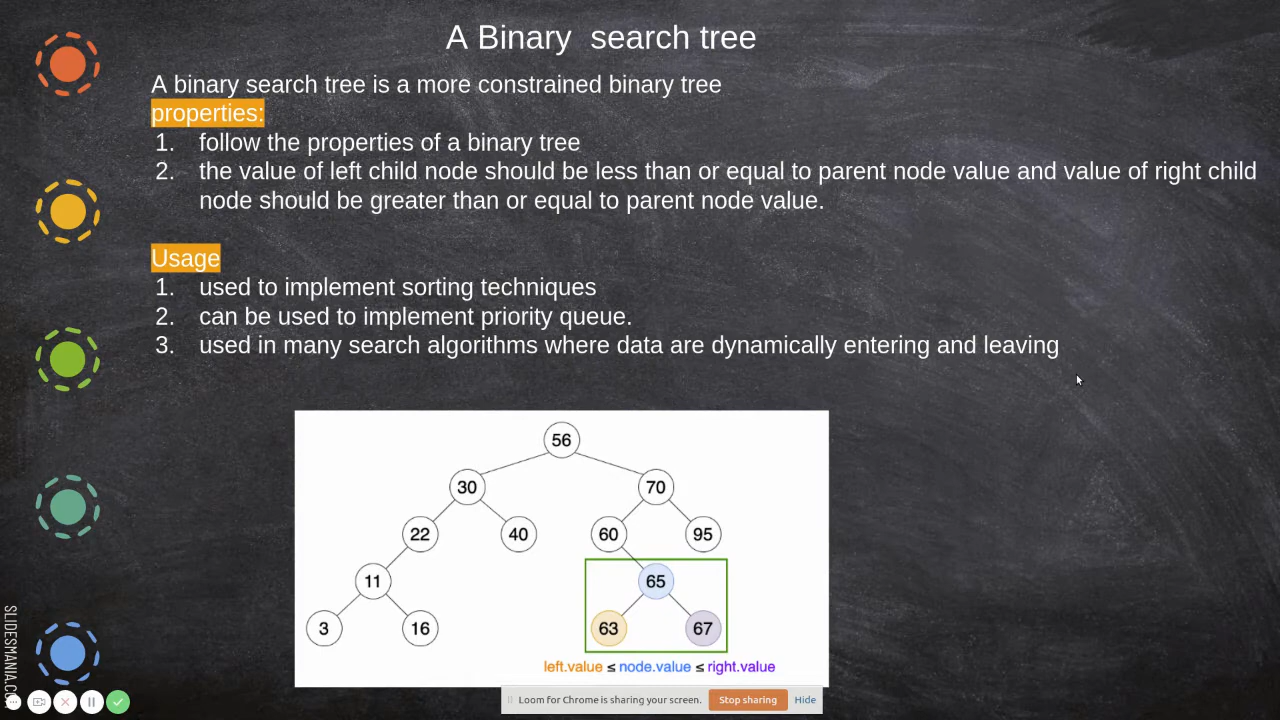 A Binary  search tree
A binary search tree is a more constrained binary tree
properties:
1. follow the properties of a binary tree
2. the value of left child node should be less than or equal to parent node value and value of right child
node should be greater than or equal to parent node value.
Usage
1. used to implement sorting techniques
2. can be used to implement priority queue.
3. used in many search algorithms where data are dynamically entering and leaving
56
30 70
22 40 60 95
11 65
3 16 63 67
left.value ≤ node.value ≤ right.value
SLIDESMANIA.CO
Loom for Chrome is sharing your screen. Stop sharing Hide